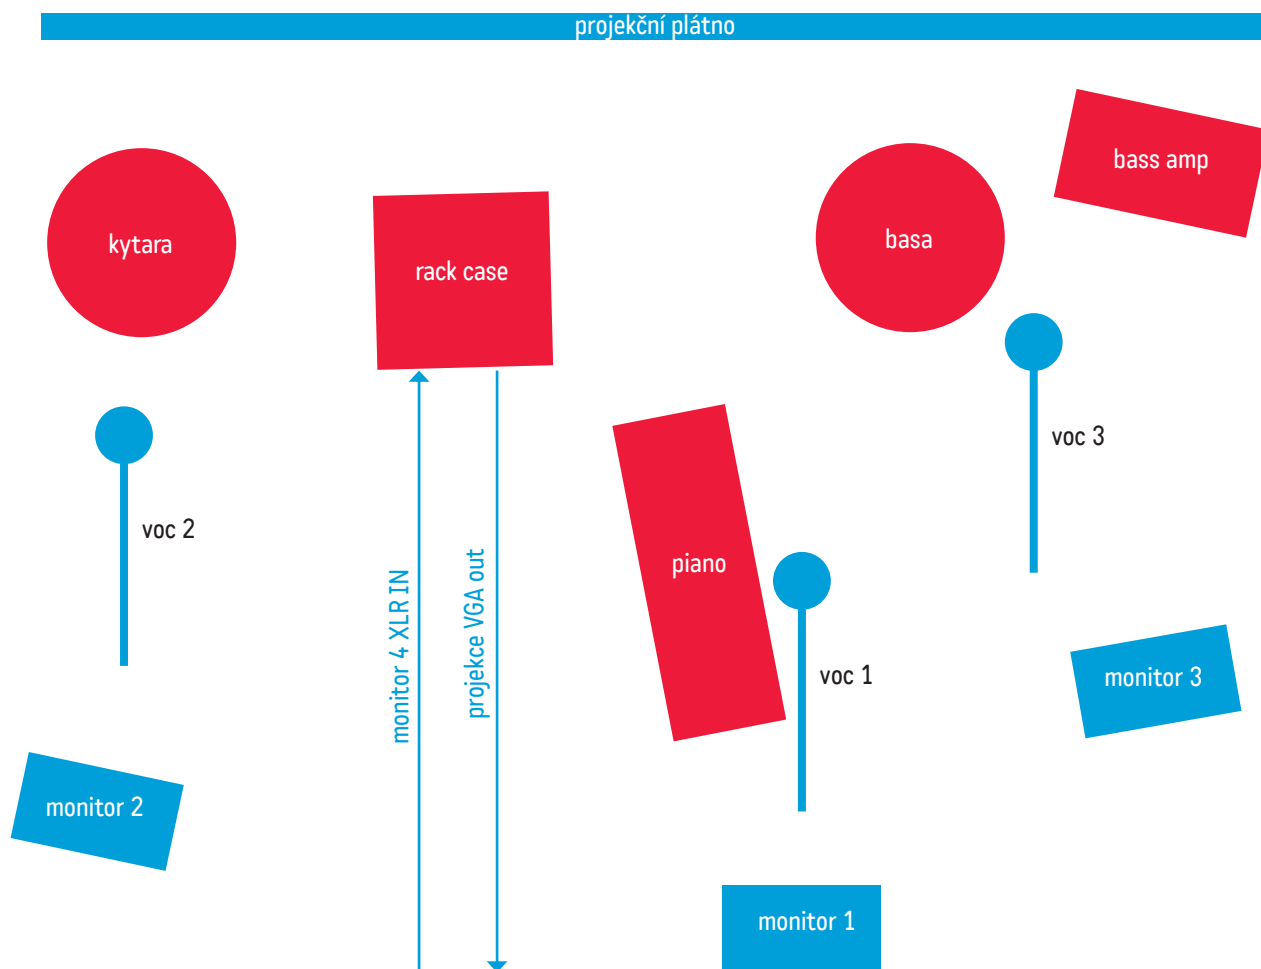 projekční plátno
bass amp
kytara
basa
rack case
voc 3
voc 2
piano
monitor 4 XLR IN
projekce VGA out
voc 1
monitor 3
monitor 2
monitor 1